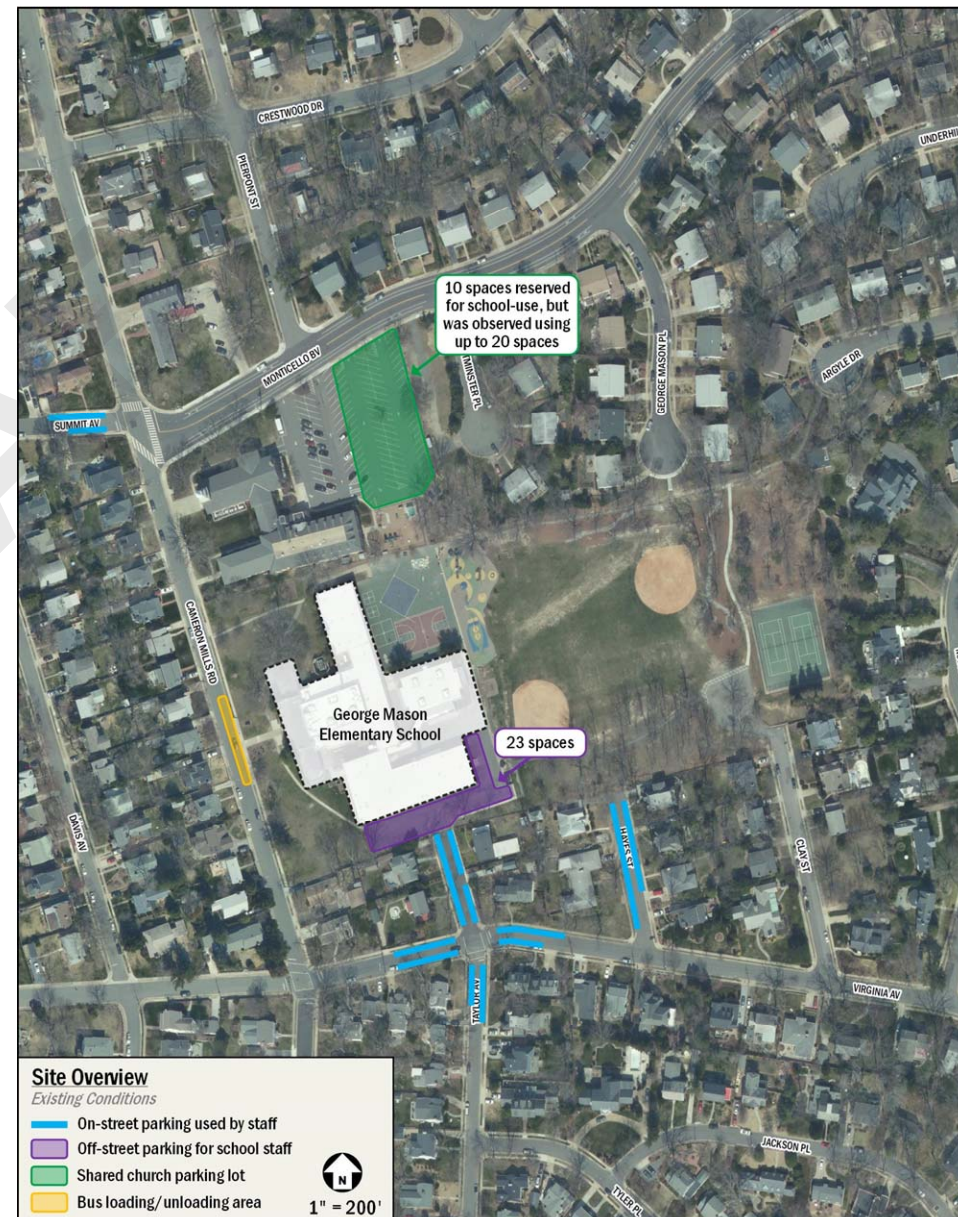 CRESTWOOD DR
PIERPONT ST
10 spaces reserved
for school-use, but
was observed using
up to 20 spaces
MONTICELLO BV
MINSTER PL
GEORGE MASON PL
ARGYLE DR
UNDERHI
SUMMIT AV
CAMERON MILLS RD
George Mason
Elementary School
23 spaces
DAVIS AV
HAYES ST
CLAY ST
TAYLOR AV
VIRGINIA AV
JACKSON PL
TYLER PL
Site Overview
Existing Conditions
On-street parking used by staff
Off-street parking for school staff
Shared church parking lot
Bus loading/unloading area
N
1" = 200'